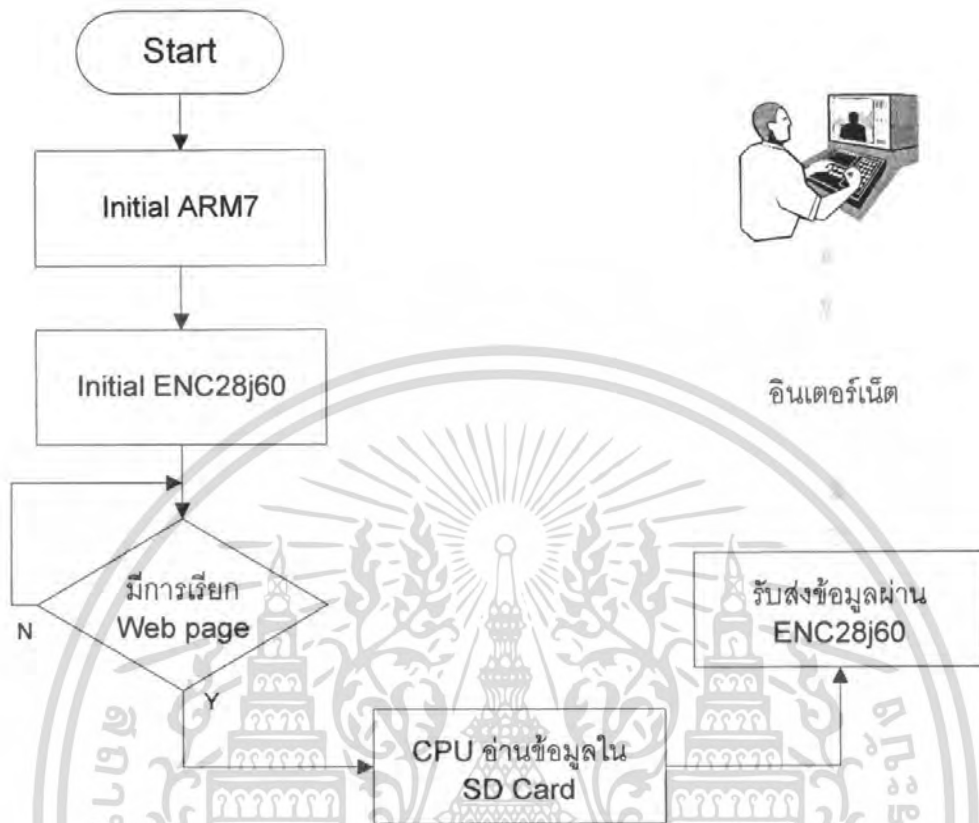 Start
Initial ARM7
Initial ENC28j60
อินเตอร์เน็ต
มีการเรียก
Web page
N
Y
รับส่งข้อมูลผ่าน
ENC28j60
CPU อ่านข้อมูลใน
SD Card